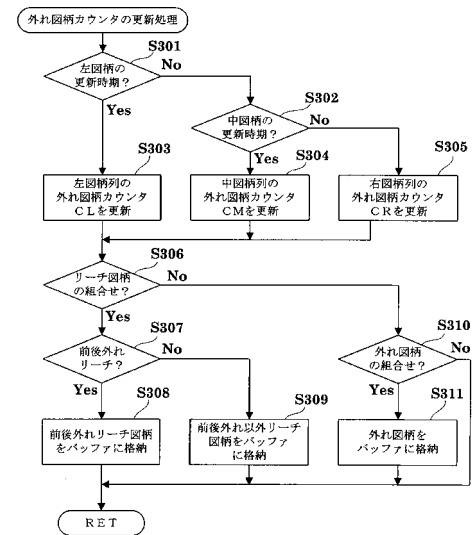 外れ図柄カウンタの更新処理
S301
左図柄の
更新時期？
No
Yes
S302
中図柄の
更新時期？
No
Yes
S303
左図柄列の
外れ図柄カウンタ
CLを更新
S304
中図柄列の
外れ図柄カウンタ
CMを更新
S305
右図柄列の
外れ図柄カウンタ
CRを更新
S306
リーチ図柄
の組合せ？
No
Yes
S307
前後外れ
リーチ？
No
Yes
S310
外れ図柄
の組合せ？
No
Yes
S308
前後外れリーチ図柄
をバッファに格納
S309
前後外れ以外リーチ
図柄をバッファ
に格納
S311
外れ図柄を
バッファに格納
RET